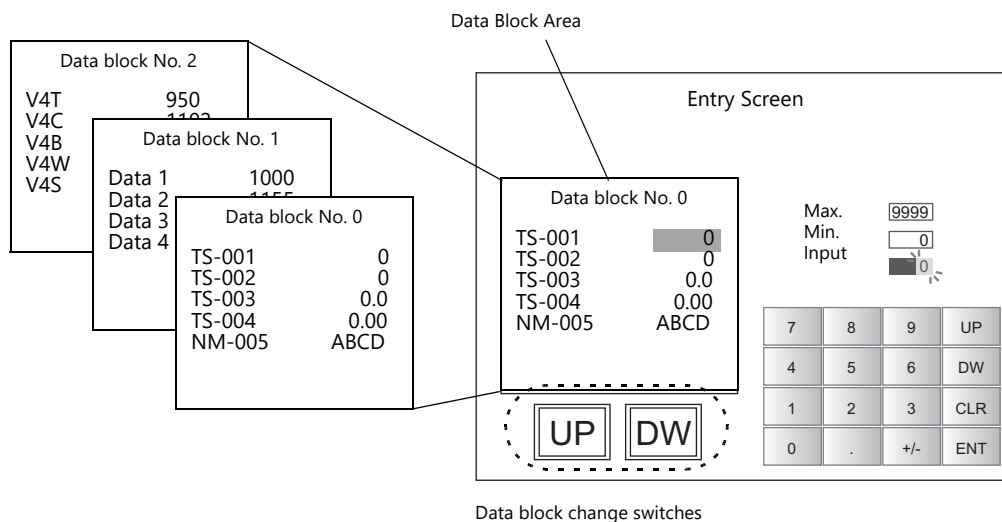 Data Block Area
Data block No. 2
V4T 950
V4C
V4B
V4W
V4S
Data block No. 1
Data 1 1000
Data 2
Data 3
Data 4
Data block No. 0
TS-001 0
TS-002 0
TS-003 0.0
TS-004 0.00
NM-005 ABCD
Entry Screen
Data block No. 0
TS-001 0
TS-002 0
TS-003 0.0
TS-004 0.00
NM-005 ABCD
UP DW
Max. 9999
Min. 0
Input 0
7 8 9 UP
4 5 6 DW
1 2 3 CLR
0 . +/- ENT
Data block change switches